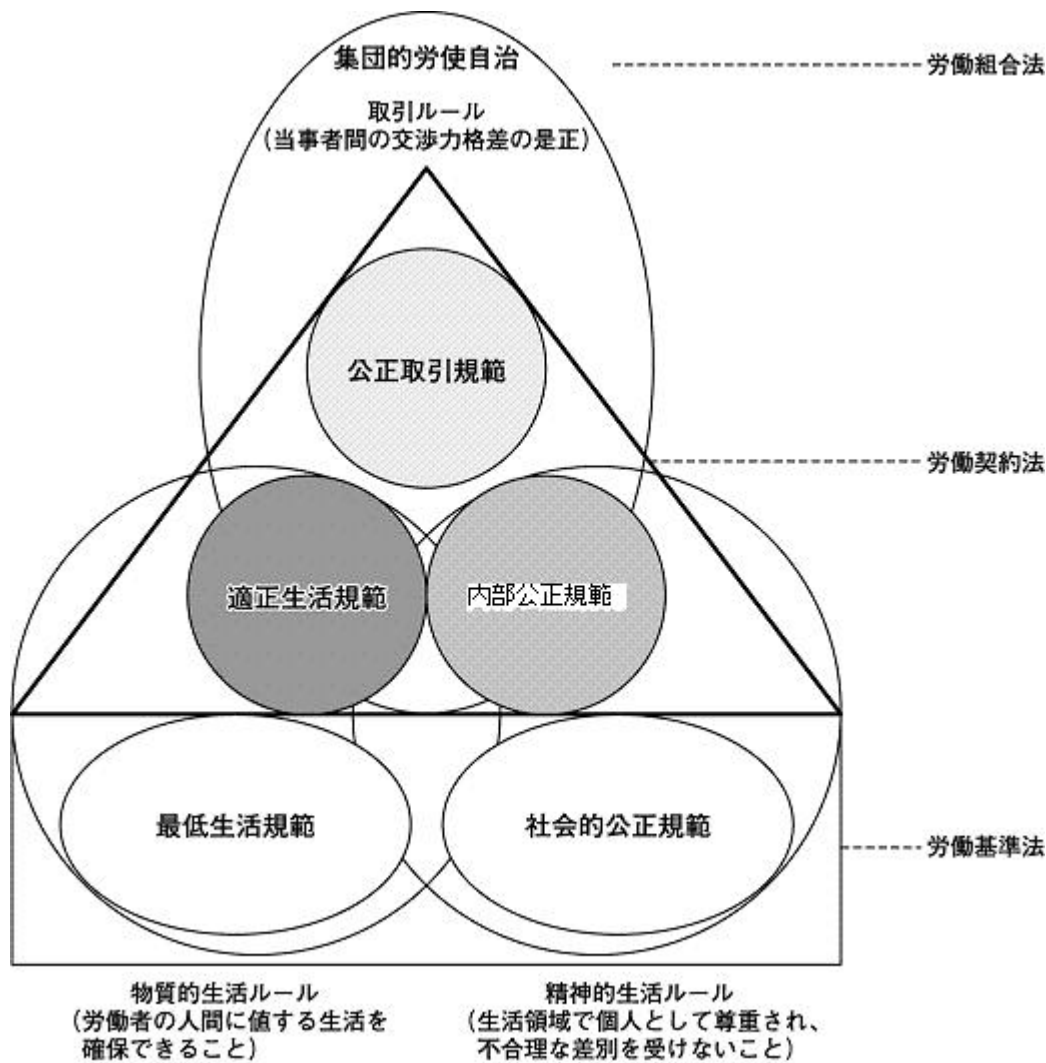 集団的労使自治
労働組合法
取引ルール
（当事者間の交渉力格差の是正）
公正取引規範
労働契約法
適正生活規範
内部公正規範
最低生活規範
社会的公正規範
労働基準法
物質的生活ルール
（労働者の人間に値する生活を
確保できること）
精神的生活ルール
（生活領域で個人として尊重され、
不合理な差別を受けないこと）